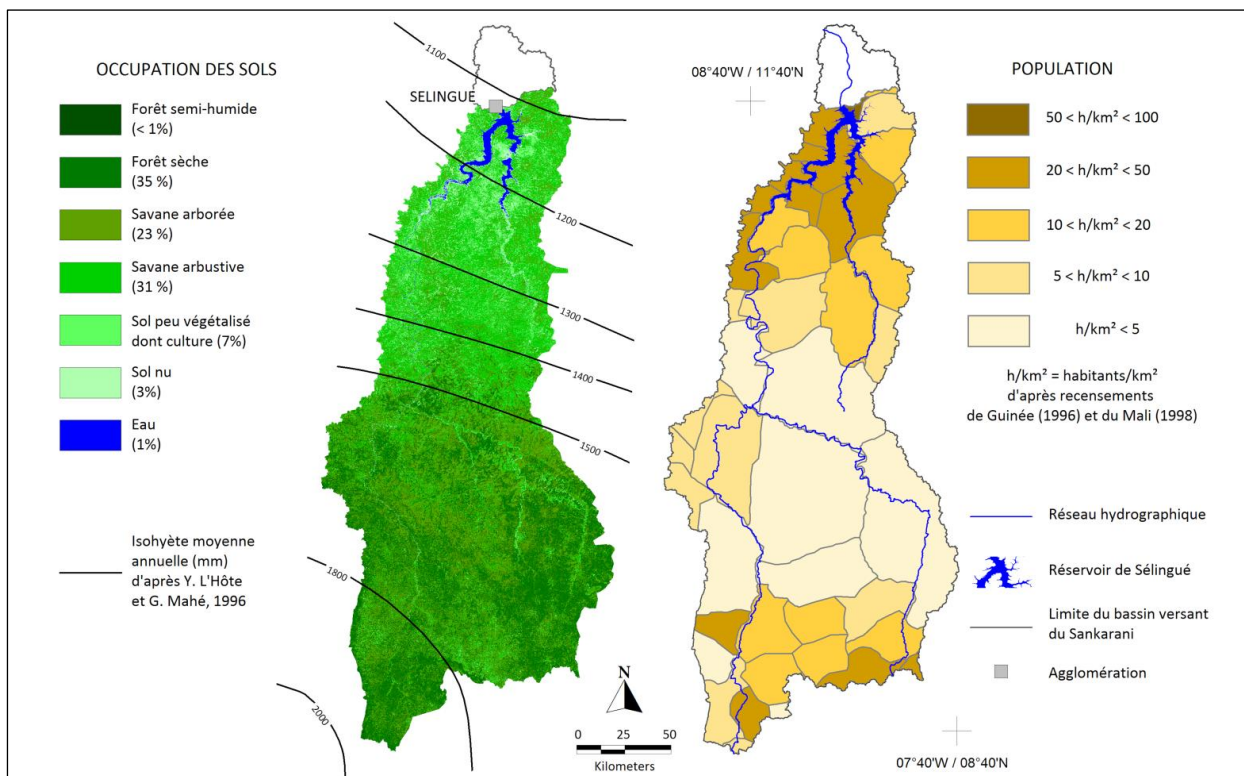 OCCUPATION DES SOLS
Forêt semi-humide
(< 1%)
Forêt sèche
(35 %)
Savane arborée
(23 %)
Savane arbustive
(31 %)
Sol peu végétalisé
dont culture (7%)
Sol nu
(3%)
Eau
(1%)
Isohyète moyenne
annuelle (mm)
d'après Y. L'Hôte
et G. Mahé, 1996
1100
SELINGUE
1200
1300
1400
1500
1800
2000
N
0 25 50
Kilometers
08°40'W / 11°40'N
07°40'W / 08°40'N
POPULATION
50 < h/km² < 100
20 < h/km² < 50
10 < h/km² < 20
5 < h/km² < 10
h/km² < 5
h/km² = habitants/km²
d'après recensements
de Guinée (1996) et du Mali (1998)
Réseau hydrographique
Réservoir de Sélingué
Limite du bassin versant
du Sankarani
Agglomération